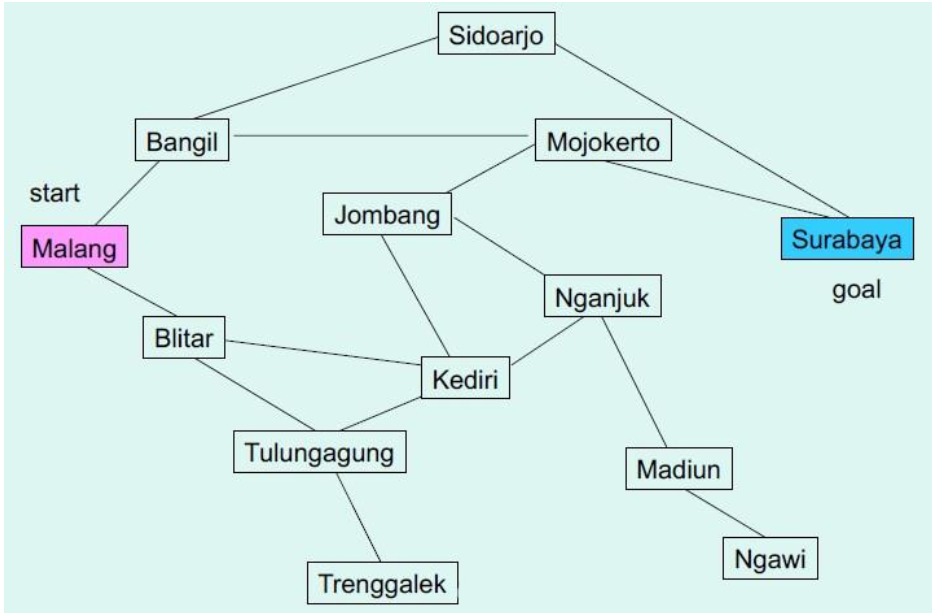 Sidoarjo
Bangil
Mojokerto
start
Jombang
Malang
Surabaya
goal
Nganjuk
Blitar
Kediri
Tulungagung
Madiun
Ngawi
Trenggalek